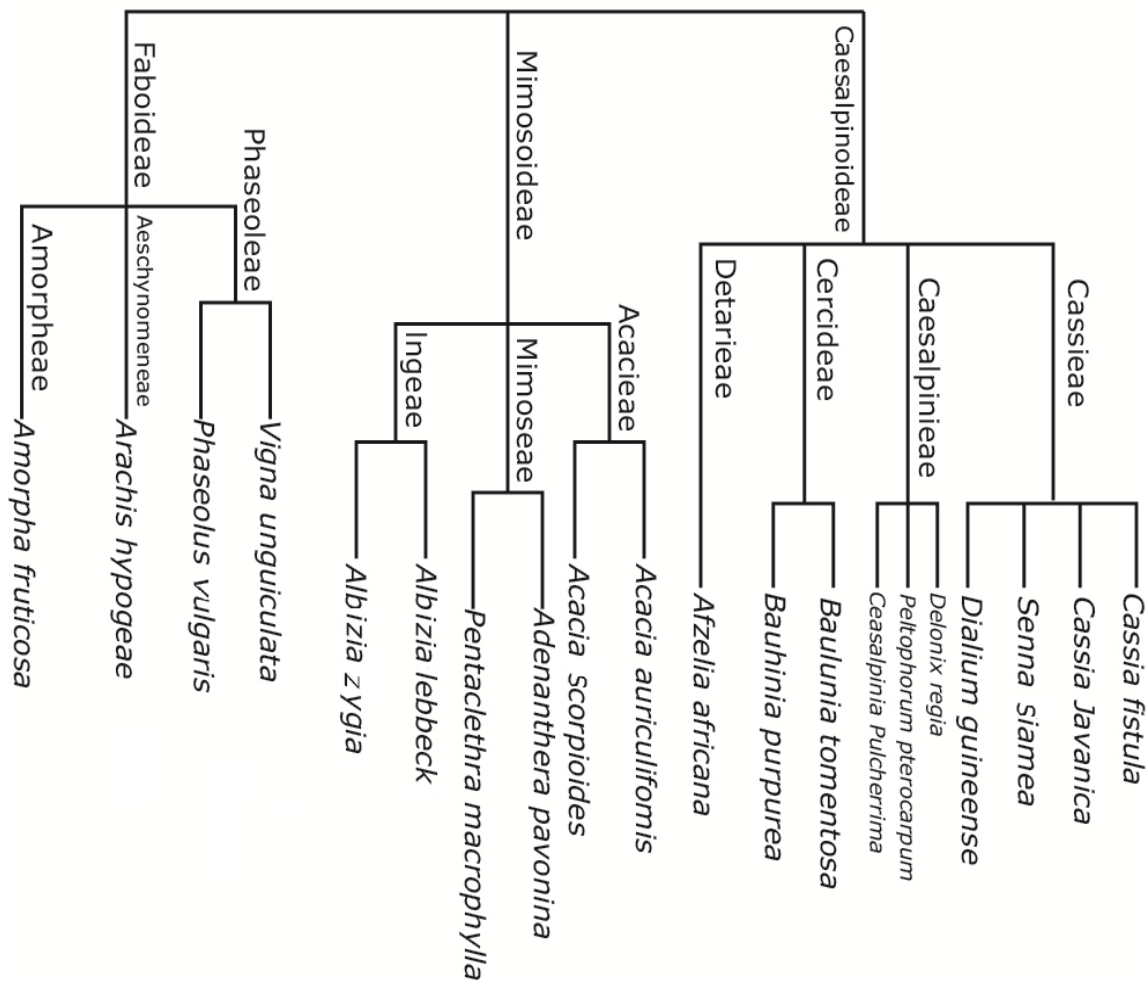 Caesalpinoideae
Cassieae
Cassia fistula
Cassia Javanica
Senna Siamea
Dialium guineense
Caesalpinieae
Delonix regia
Peltophorum pterocarpum
Ceasalpinia Pulcherrima
Cercideae
Baulunia tomentosa
Bauhinia purpurea
Detarieae
Afzelia africana
Mimosoideae
Acacieae
Acacia auriculifomis
Acacia Scorpioides
Mimoseae
Adenanthera pavonina
Pentaclethra macrophylla
Ingeae
Albizia lebbeck
Albizia zygia
Faboideae
Phaseoleae
Vigna unguiculata
Phaseolus vulgaris
Aeschynomeneae
Arachis hypogeae
Amorpheae
Amorpha fruticosa